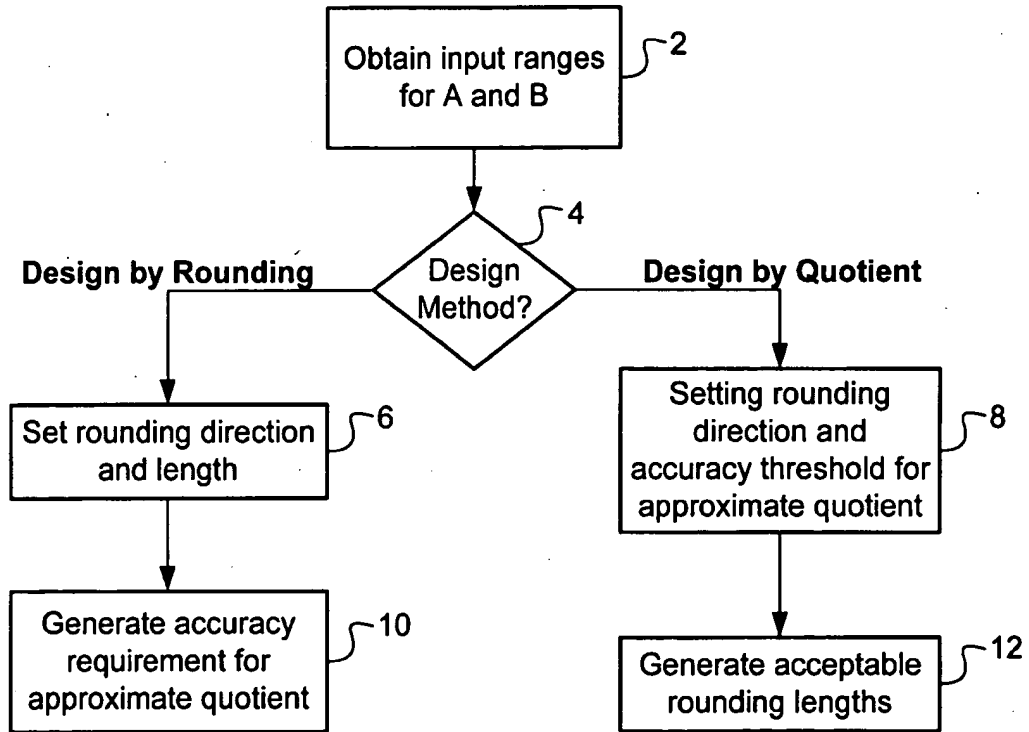 Obtain input ranges
for A and B
2
4
Design by Rounding
Design
Method?
Design by Quotient
Set rounding direction
and length
6
Setting rounding
direction and
accuracy threshold for
approximate quotient
8
Generate accuracy
requirement for
approximate quotient
10
Generate acceptable
rounding lengths
12